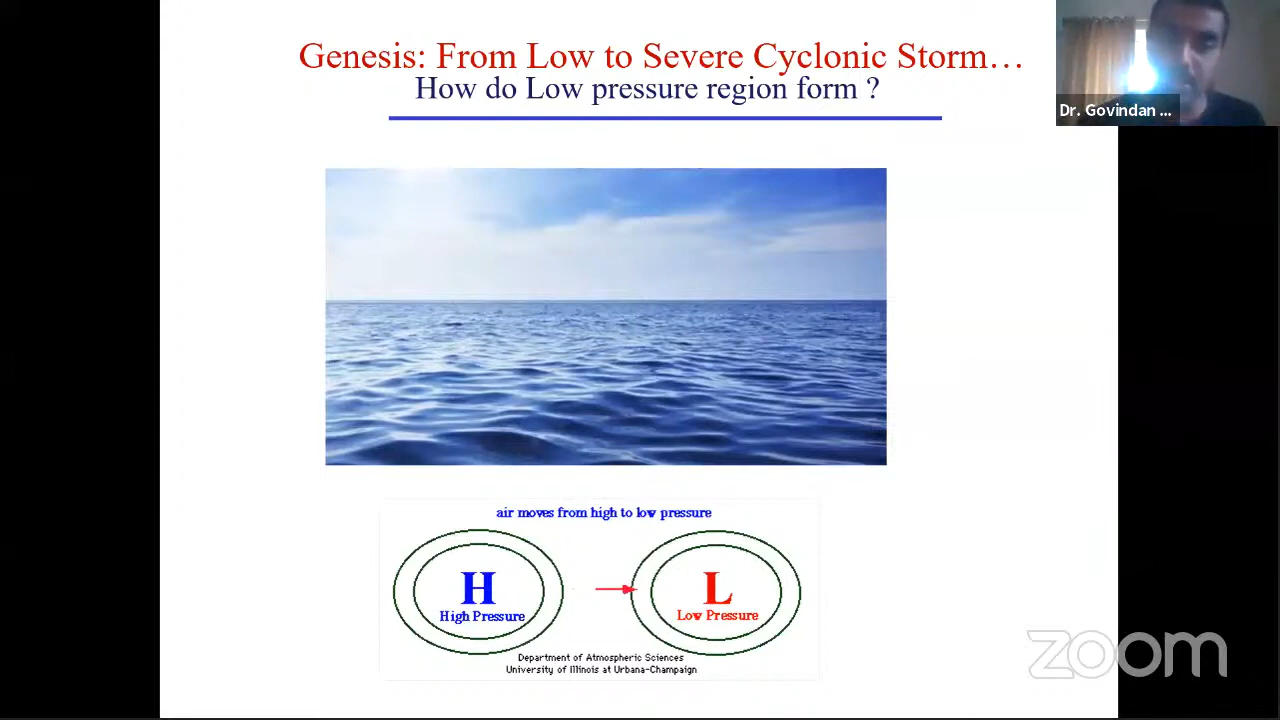 Genesis: From Low to Severe Cyclonic Storm…
How do Low pressure region form ?
Dr. Govindan ...
air moves from high to low pressure
H
High Pressure
L
Low Pressure
Department of Atmospheric Sciences
University of Illinois at Urbana-Champaign
zoom